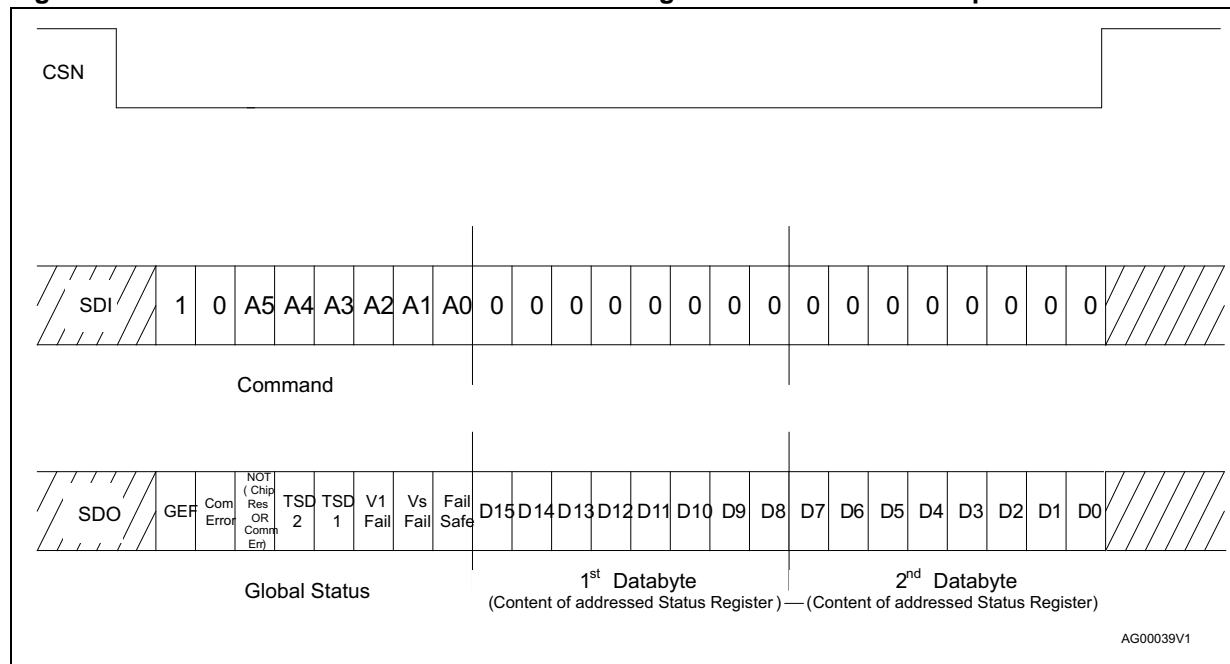 CSN
SDI 1 0 A5 A4 A3 A2 A1 A0 0 0 0 0 0 0 0 0 0 0 0 0 0 0 0 0
Command
SDO GEF Com Error NOT ( Chip Res OR Comm Err) TSD 2 TSD 1 V1 Fail Vs Fail Fail Safe D15 D14 D13 D12 D11 D10 D9 D8 D7 D6 D5 D4 D3 D2 D1 D0
Global Status
1st Databyte
(Content of addressed Status Register )
2nd Databyte
(Content of addressed Status Register)
AG00039V1